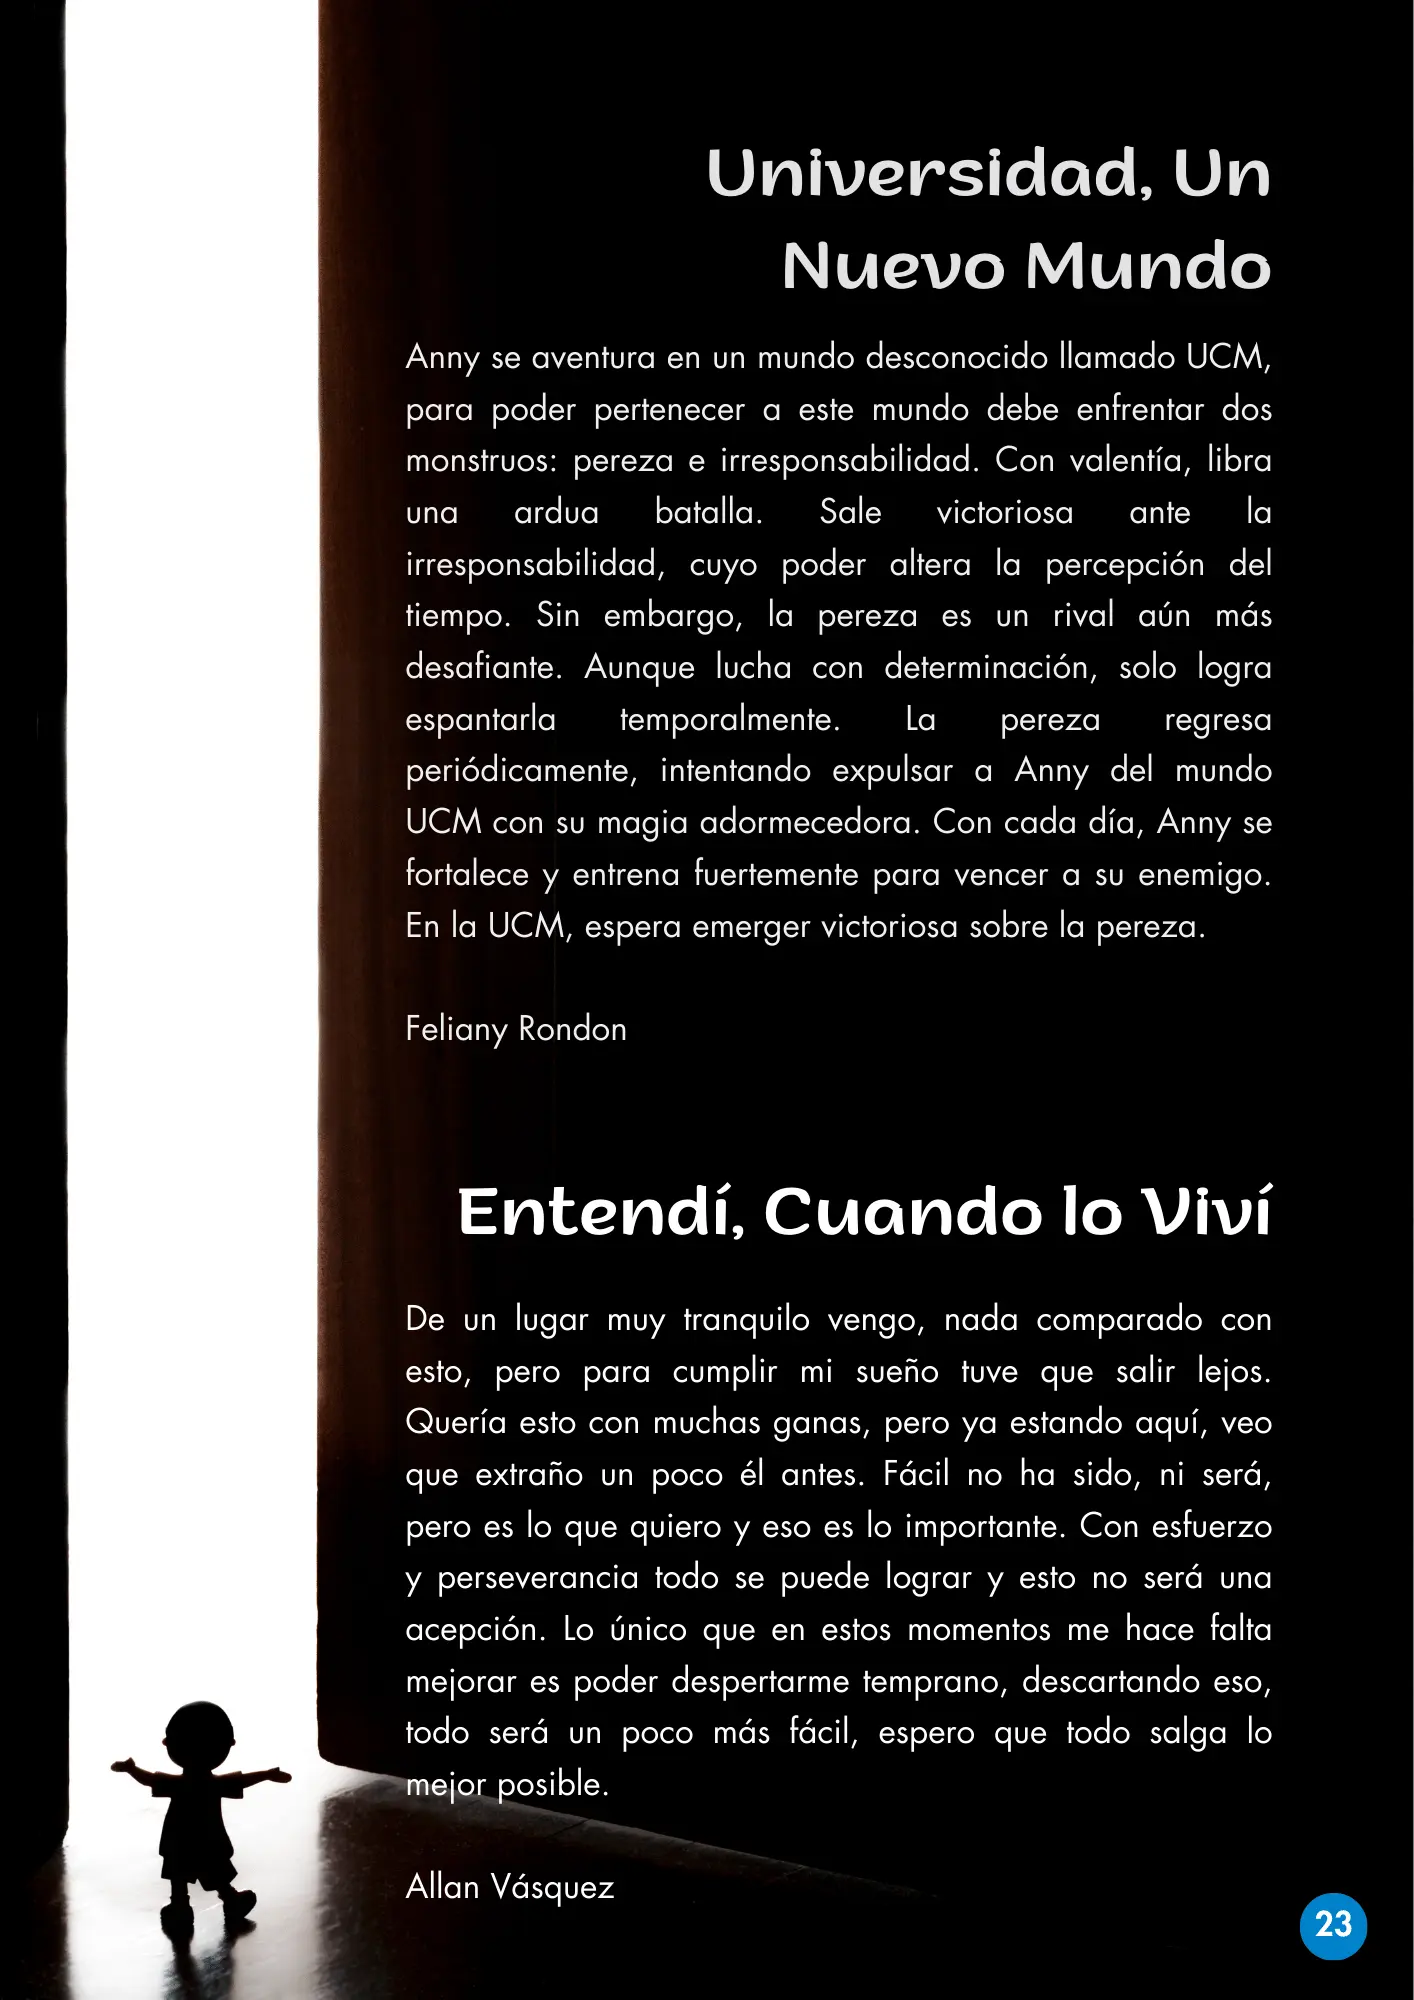 Universidad, Un
Nuevo Mundo
Anny se aventura en un mundo desconocido llamado UCM,
para poder pertenecer a este mundo debe enfrentar dos
monstruos: pereza e irresponsabilidad. Con valentía, libra
una ardua batalla. Sale victoriosa ante la
irresponsabilidad, cuyo poder altera la percepción del
tiempo. Sin embargo, la pereza es un rival aún más
desafiante. Aunque lucha con determinación, solo logra
espantarla temporalmente. La pereza regresa
periódicamente, intentando expulsar a Anny del mundo
UCM con su magia adormecedora. Con cada día, Anny se
fortalece y entrena fuertemente para vencer a su enemigo.
En la UCM, espera emerger victoriosa sobre la pereza.
Feliany Rondon
Entendí, Cuando lo Viví
De un lugar muy tranquilo vengo, nada comparado con
esto, pero para cumplir mi sueño tuve que salir lejos.
Quería esto con muchas ganas, pero ya estando aquí, veo
que extraño un poco él antes. Fácil no ha sido, ni será,
pero es lo que quiero y eso es lo importante. Con esfuerzo
y perseverancia todo se puede lograr y esto no será una
acepción. Lo único que en estos momentos me hace falta
mejorar es poder despertarme temprano, descartando eso,
todo será un poco más fácil, espero que todo salga lo
mejor posible.
Allan Vásquez
23